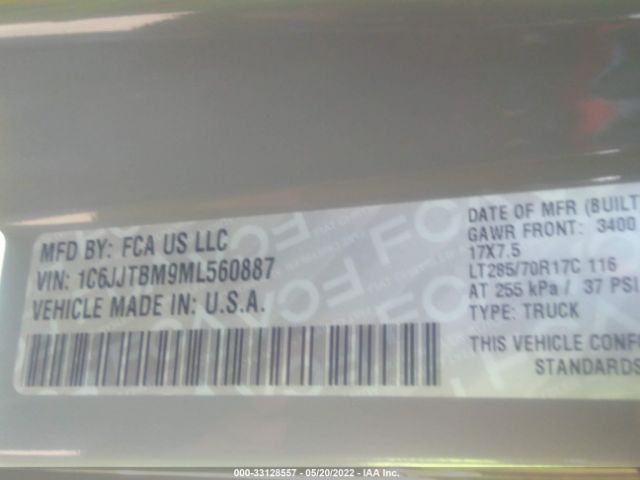 MFD BY: FCA US LLC
VIN: 1C6JJTBM9ML560887
VEHICLE MADE IN: U.S.A.
DATE OF MFR (BUILT
GAWR FRONT: 3400
17X7.5
LT285/70R17C 116
AT 255 kPa / 37 PSI
TYPE: TRUCK
THIS VEHICLE CONFO
STANDARDS
000-33128557 - 05/20/2022 - IAA Inc.